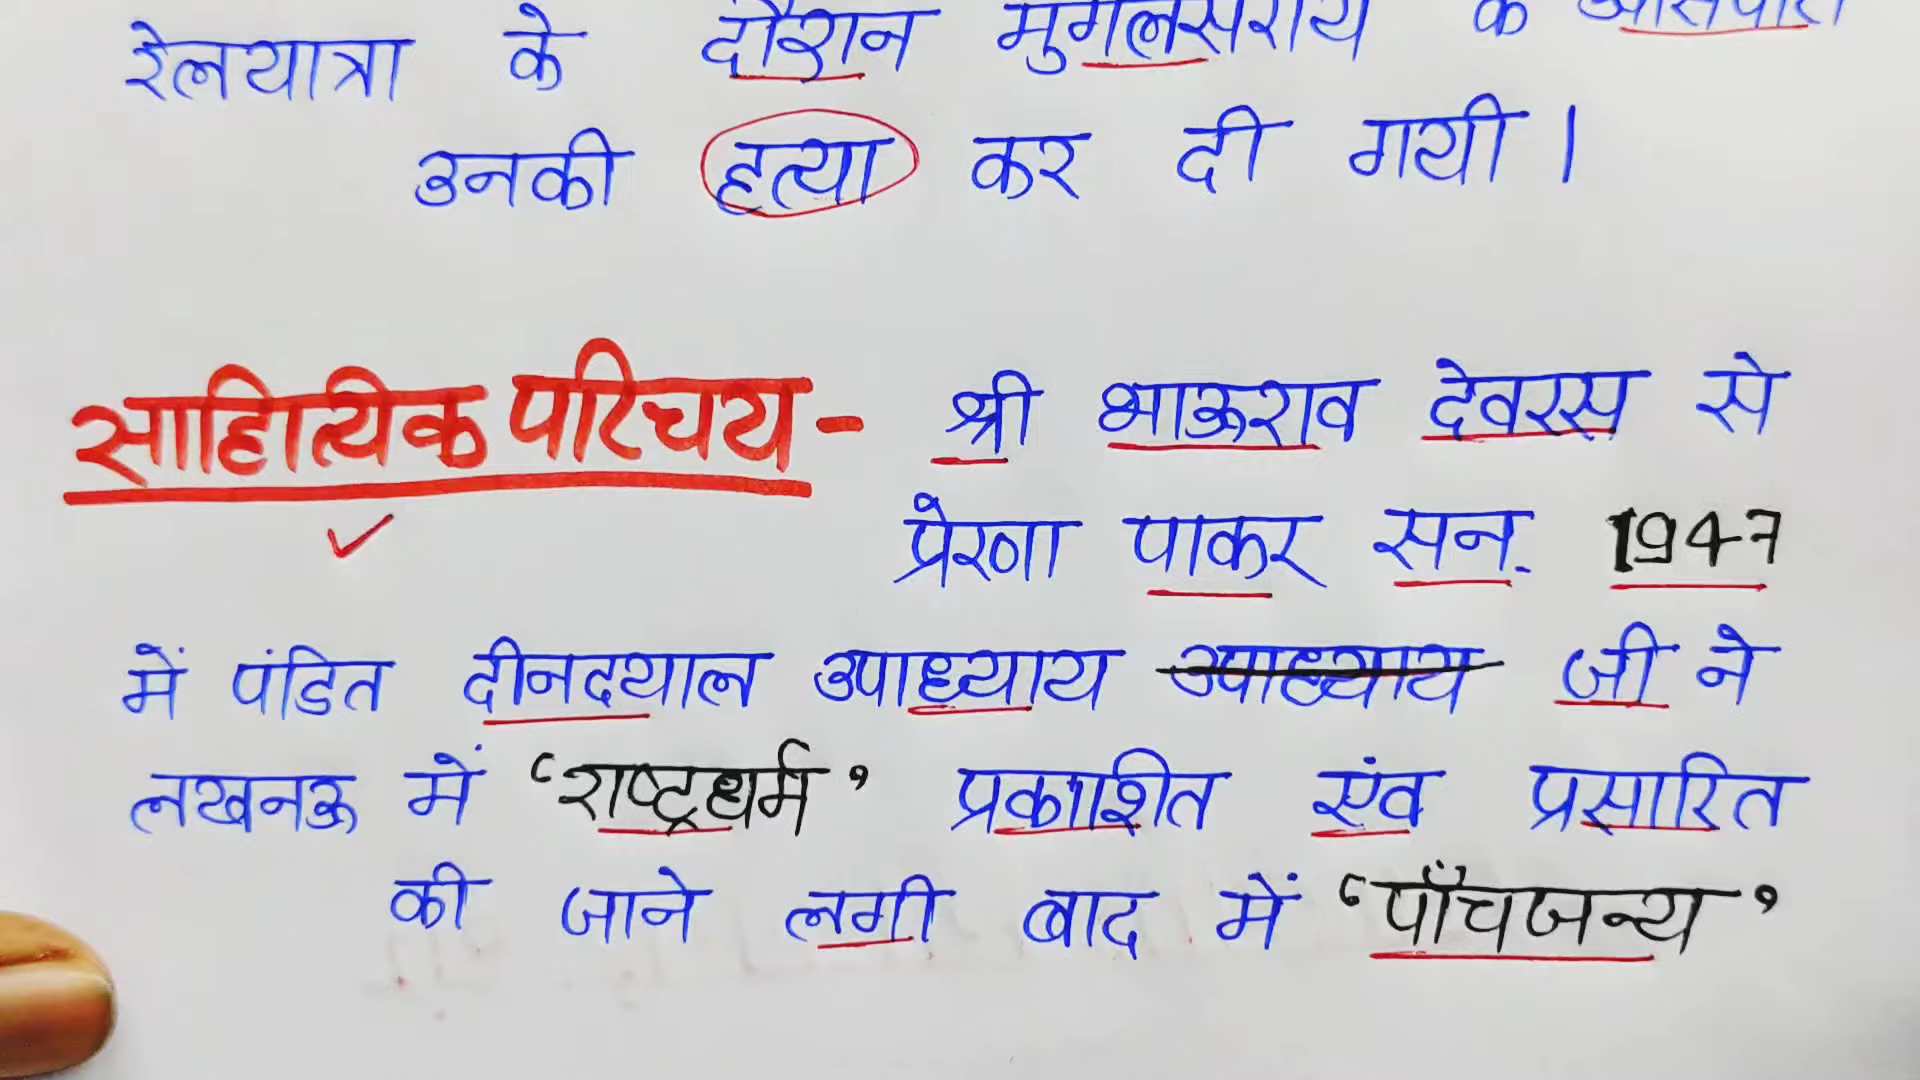 रेलयात्रा के दौरान मुगलसराय के आसपास
उनकी हत्या कर दी गयी ।
साहित्यिक परिचय - श्री भाऊराव देवरस से
प्रेरणा पाकर सन् 1947
में पंडित दीनदयाल उपाध्याय उपाध्याय जी ने
लखनऊ में 'राष्ट्रधर्म' प्रकाशित एंव प्रसारित
की जाने लगी बाद में 'पाँचजन्य'